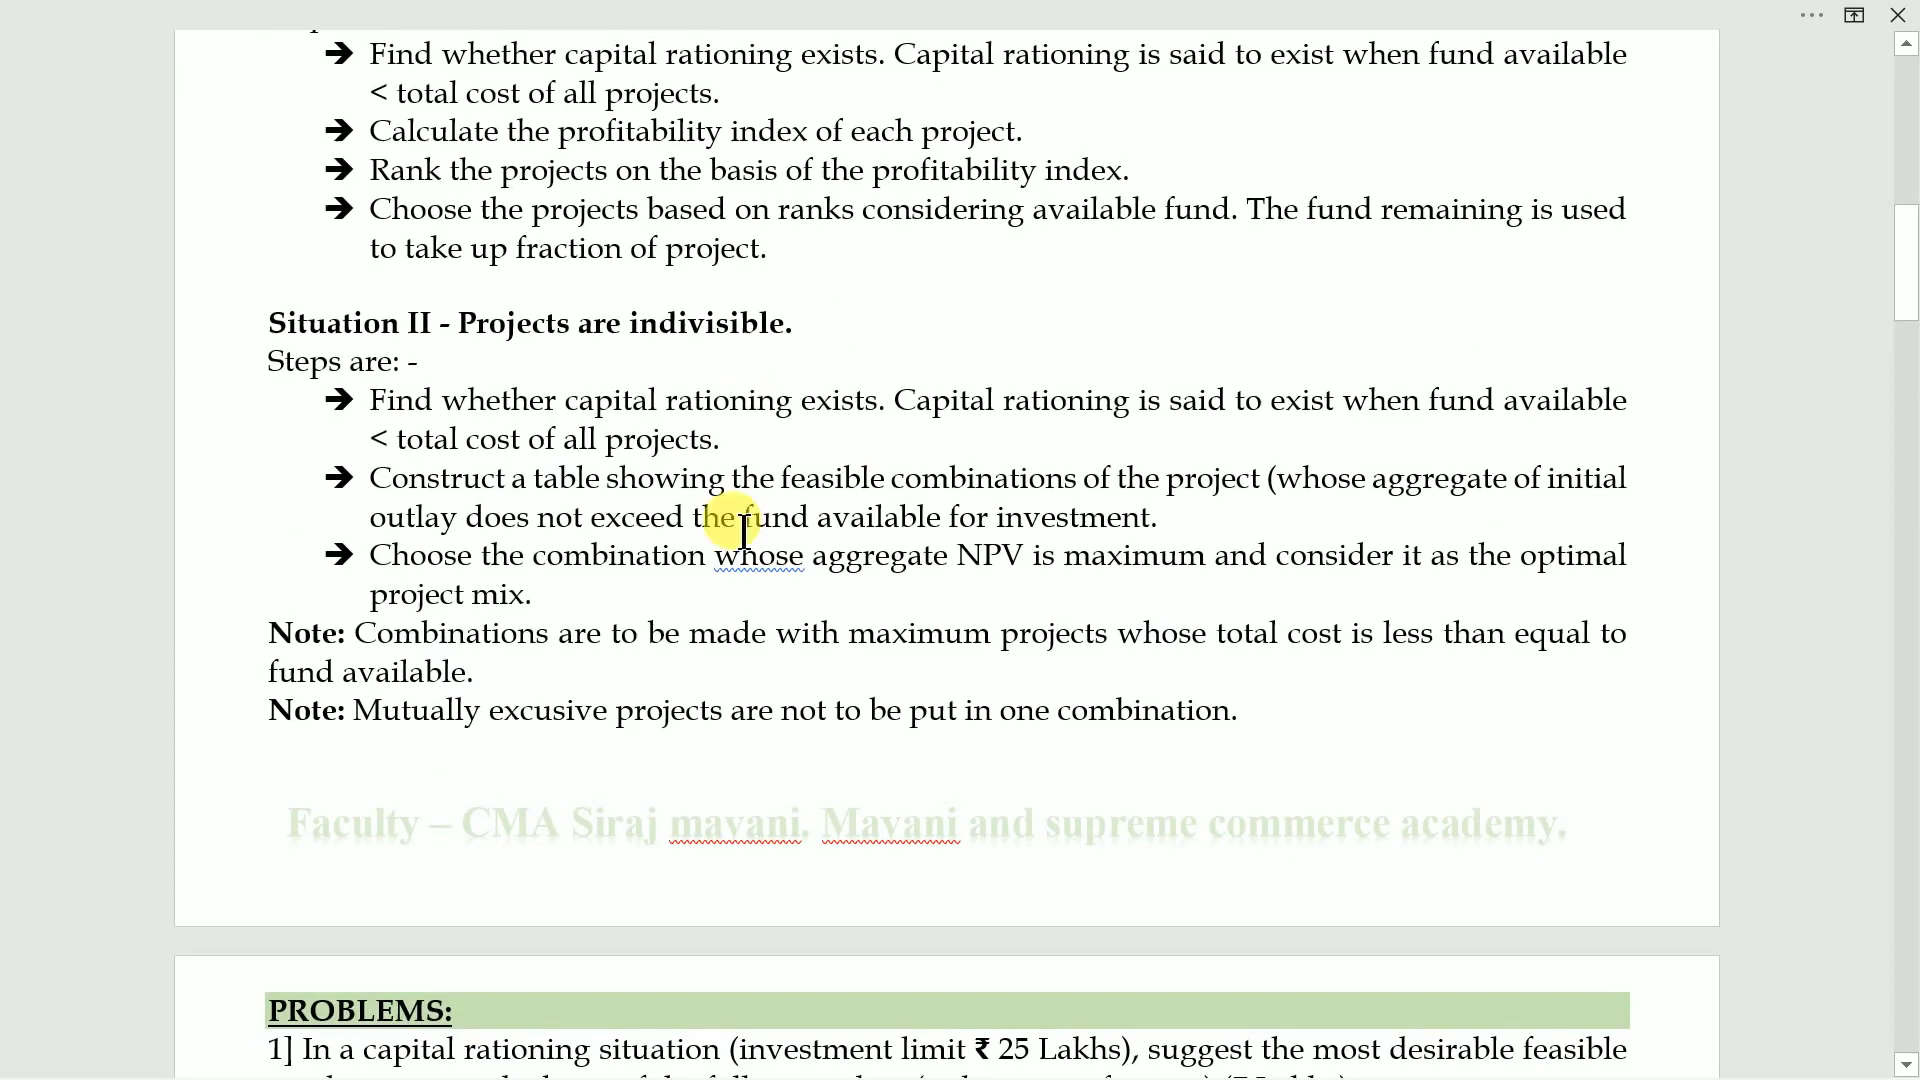 ➔ Find whether capital rationing exists. Capital rationing is said to exist when fund available
< total cost of all projects.
➔ Calculate the profitability index of each project.
➔ Rank the projects on the basis of the profitability index.
➔ Choose the projects based on ranks considering available fund. The fund remaining is used
to take up fraction of project.
Situation II - Projects are indivisible.
Steps are: -
➔ Find whether capital rationing exists. Capital rationing is said to exist when fund available
< total cost of all projects.
➔ Construct a table showing the feasible combinations of the project (whose aggregate of initial
outlay does not exceed the fund available for investment.
➔ Choose the combination whose aggregate NPV is maximum and consider it as the optimal
project mix.
Note: Combinations are to be made with maximum projects whose total cost is less than equal to
fund available.
Note: Mutually excusive projects are not to be put in one combination.
Faculty – CMA Siraj mavani. Mavani and supreme commerce academy.
PROBLEMS:
1] In a capital rationing situation (investment limit ₹ 25 Lakhs), suggest the most desirable feasible